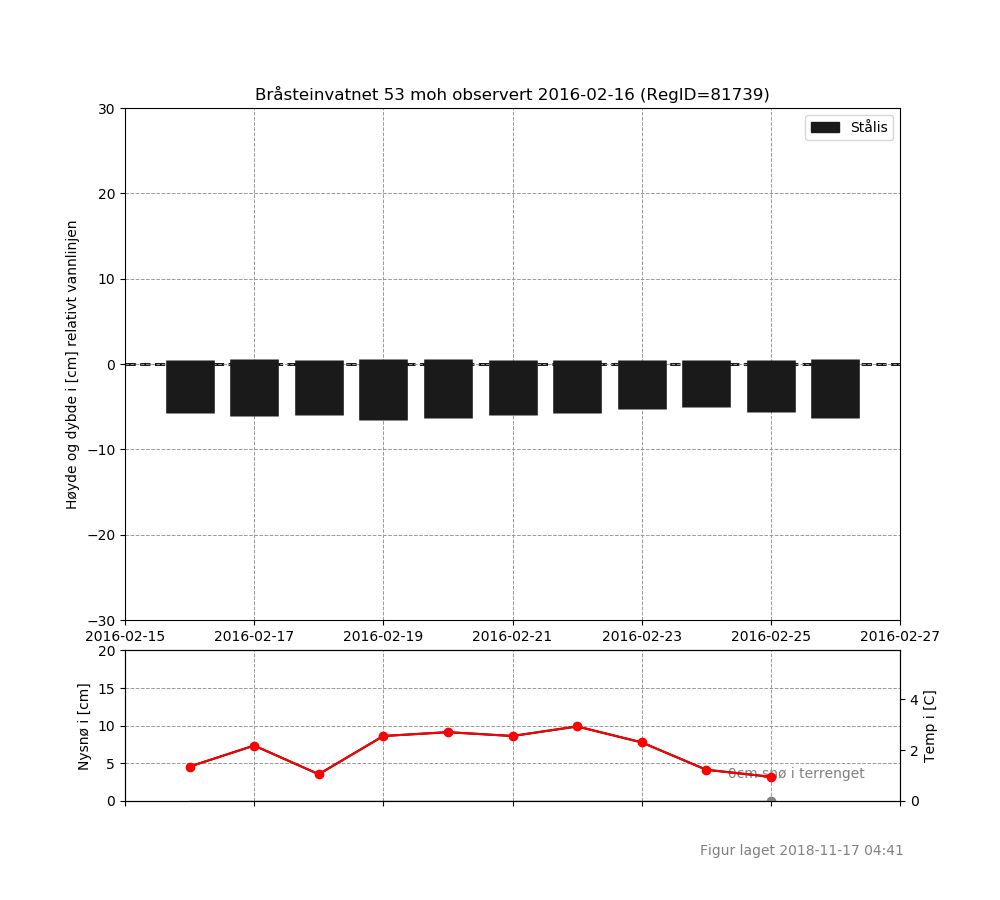 Bråsteinvatnet 53 moh observert 2016-02-16 (RegID=81739)
Stålis
Høyde og dybde i [cm] relativt vannlinjen
30
20
10
0
−10
−20
−30
2016-02-15 2016-02-17 2016-02-19 2016-02-21 2016-02-23 2016-02-25 2016-02-27
Nysnø i [cm]
20
15
10
5
0
Temp i [C]
4
2
0
0cm snø i terrenget
Figur laget 2018-11-17 04:41